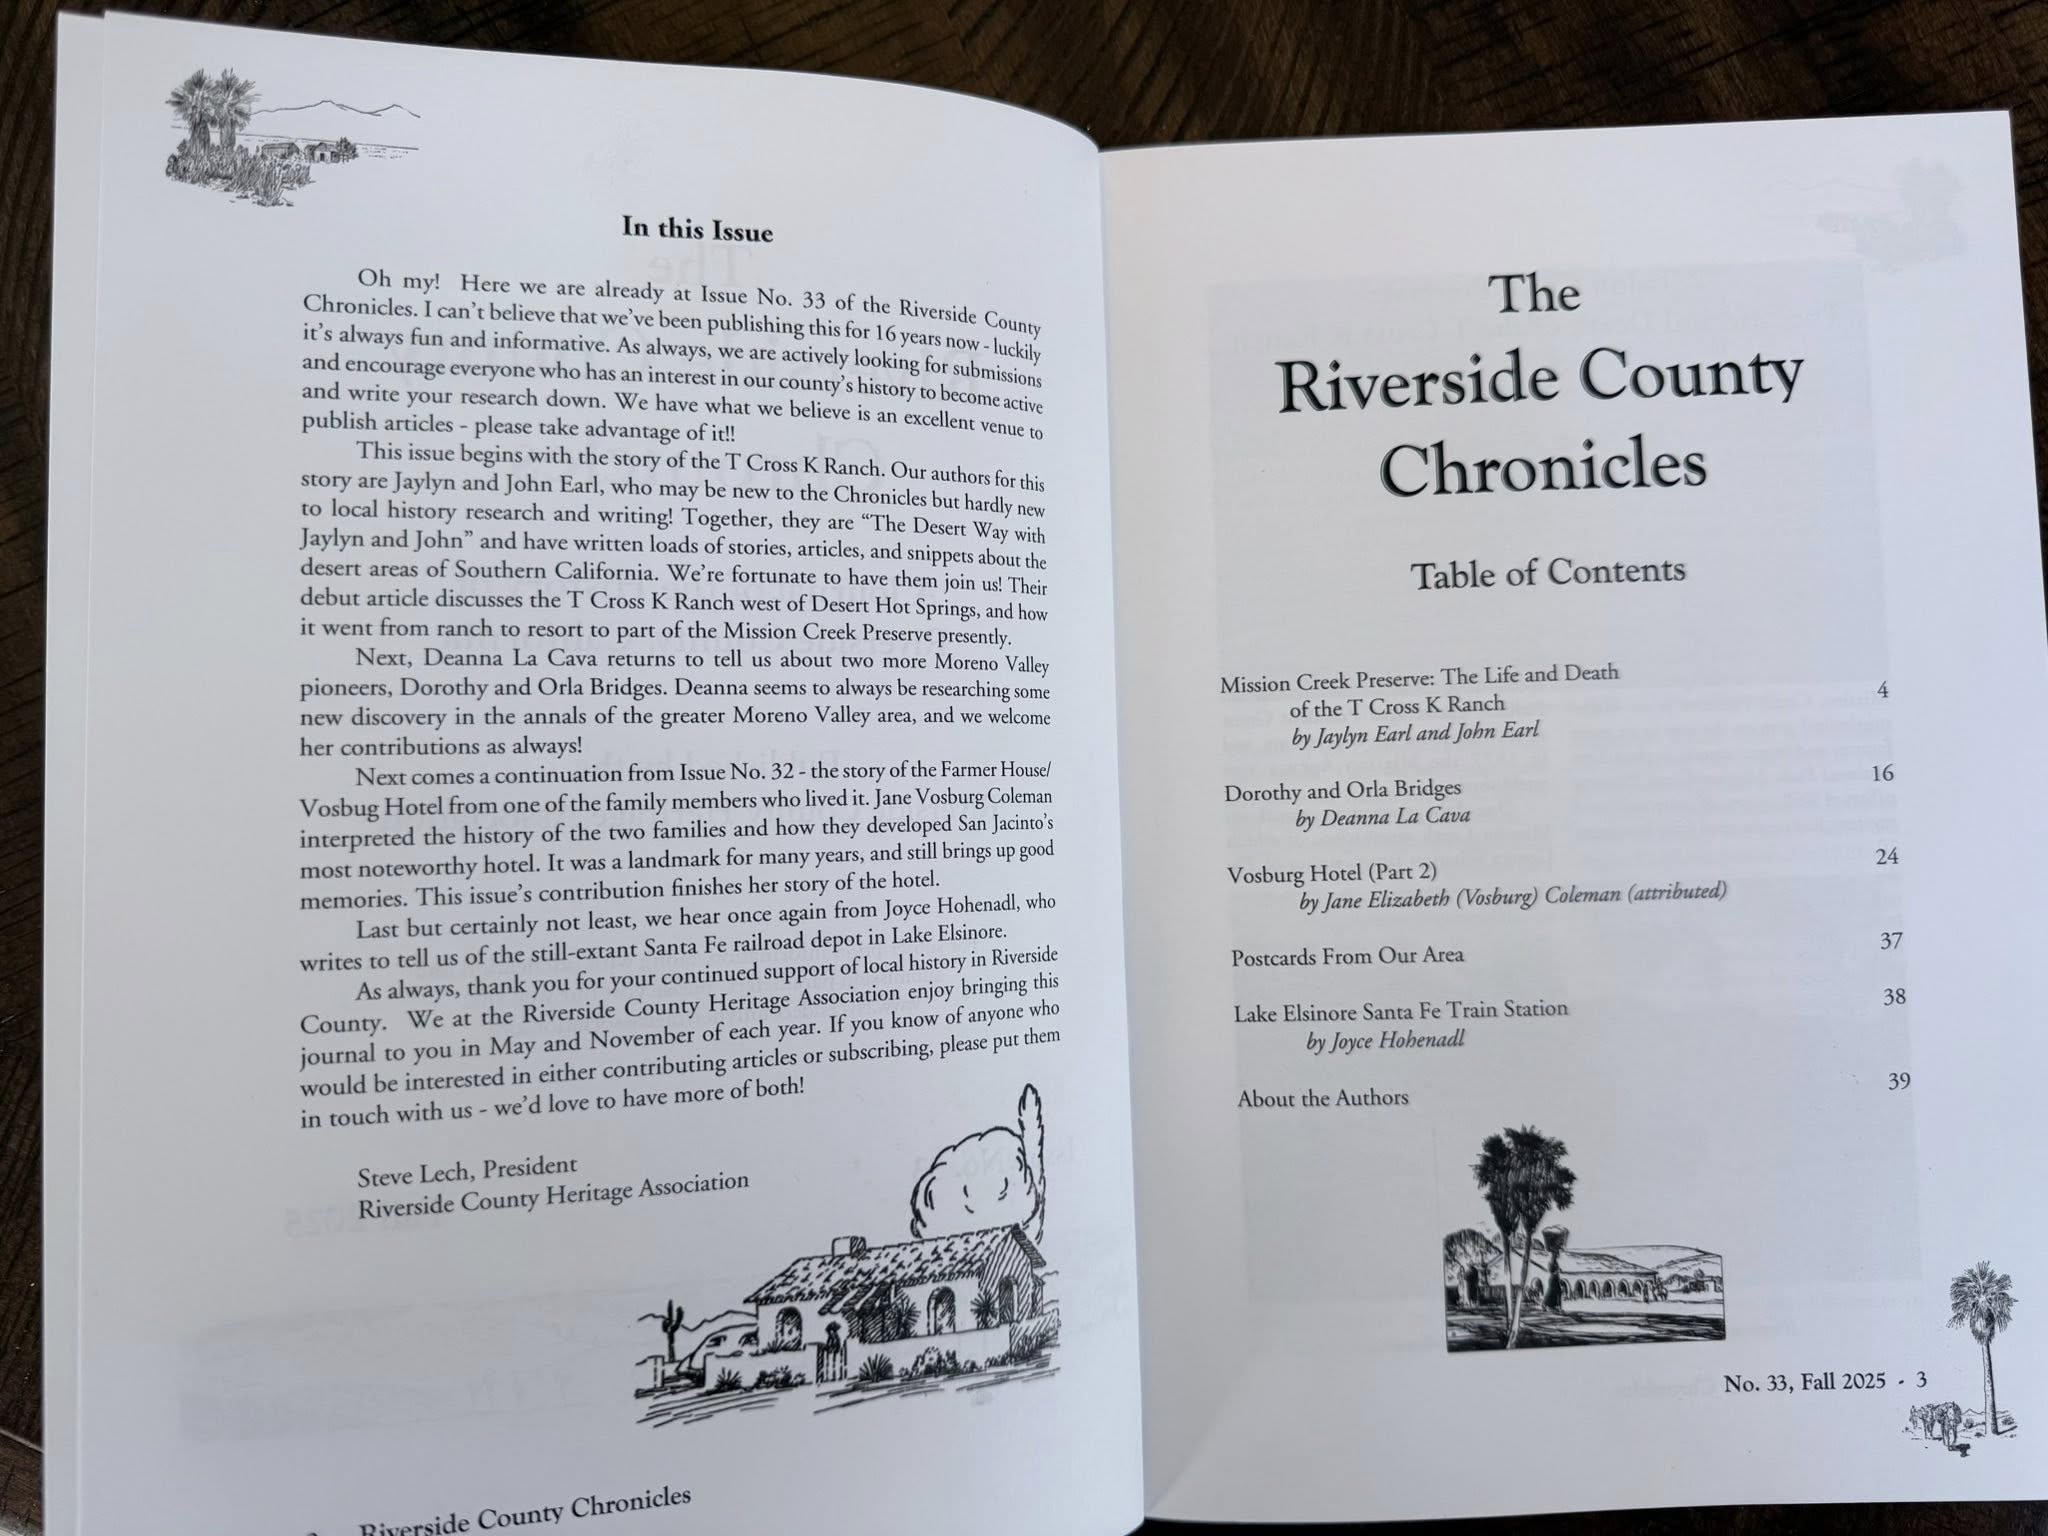 In this Issue
Oh my! Here we are already at Issue No. 33 of the Riverside County
Chronicles. I can't believe that we've been publishing this for 16 years now - luckily
it's always fun and informative. As always, we are actively looking for submissions
and encourage everyone who has an interest in our county's history to become active
and write your research down. We have what we believe is an excellent venue to
publish articles - please take advantage of it!!
This issue begins with the story of the T Cross K Ranch. Our authors for this
story are Jaylyn and John Earl, who may be new to the Chronicles but hardly new
to local history research and writing! Together, they are “The Desert Way with
Jaylyn and John” and have written loads of stories, articles, and snippets about the
desert areas of Southern California. We're fortunate to have them join us! Their
debut article discusses the T Cross K Ranch west of Desert Hot Springs, and how
it went from ranch to resort to part of the Mission Creek Preserve presently.
Next, Deanna La Cava returns to tell us about two more Moreno Valley
pioneers, Dorothy and Orla Bridges. Deanna seems to always be researching some
new discovery in the annals of the greater Moreno Valley area, and we welcome
her contributions as always!
Next comes a continuation from Issue No. 32 - the story of the Farmer House/
Vosbug Hotel from one of the family members who lived it. Jane Vosburg Coleman
interpreted the history of the two families and how they developed San Jacinto's
most noteworthy hotel. It was a landmark for many years, and still brings up good
memories. This issue's contribution finishes her story of the hotel.
Last but certainly not least, we hear once again from Joyce Hohenadl, who
writes to tell us of the still-extant Santa Fe railroad depot in Lake Elsinore.
As always, thank you for your continued support of local history in Riverside
County. We at the Riverside County Heritage Association enjoy bringing this
journal to you in May and November of each year. If you know of anyone who
would be interested in either contributing articles or subscribing, please put them
in touch with us - we'd love to have more of both!
Steve Lech, President
Riverside County Heritage Association
Riverside County Chronicles
The
Riverside County
Chronicles
Table of Contents
Mission Creek Preserve: The Life and Death
of the T Cross K Ranch 4
by Jaylyn Earl and John Earl
Dorothy and Orla Bridges 16
by Deanna La Cava
Vosburg Hotel (Part 2) 24
by Jane Elizabeth (Vosburg) Coleman (attributed)
Postcards From Our Area 37
Lake Elsinore Santa Fe Train Station 38
by Joyce Hohenadl
About the Authors 39
No. 33, Fall 2025 - 3